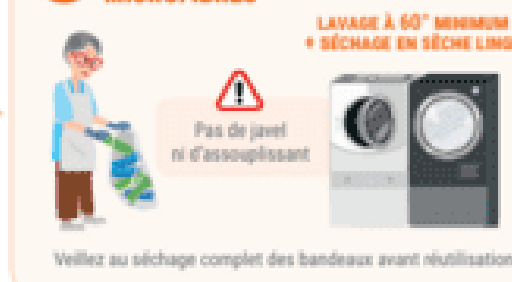 MICROFIBRES
LAVAGE À 60° MINIMUM
+ SÉCHAGE EN SÈCHE LING
Pas de javel
ni d'assouplissant
Veillez au séchage complet des bandeaux avant réutilisation